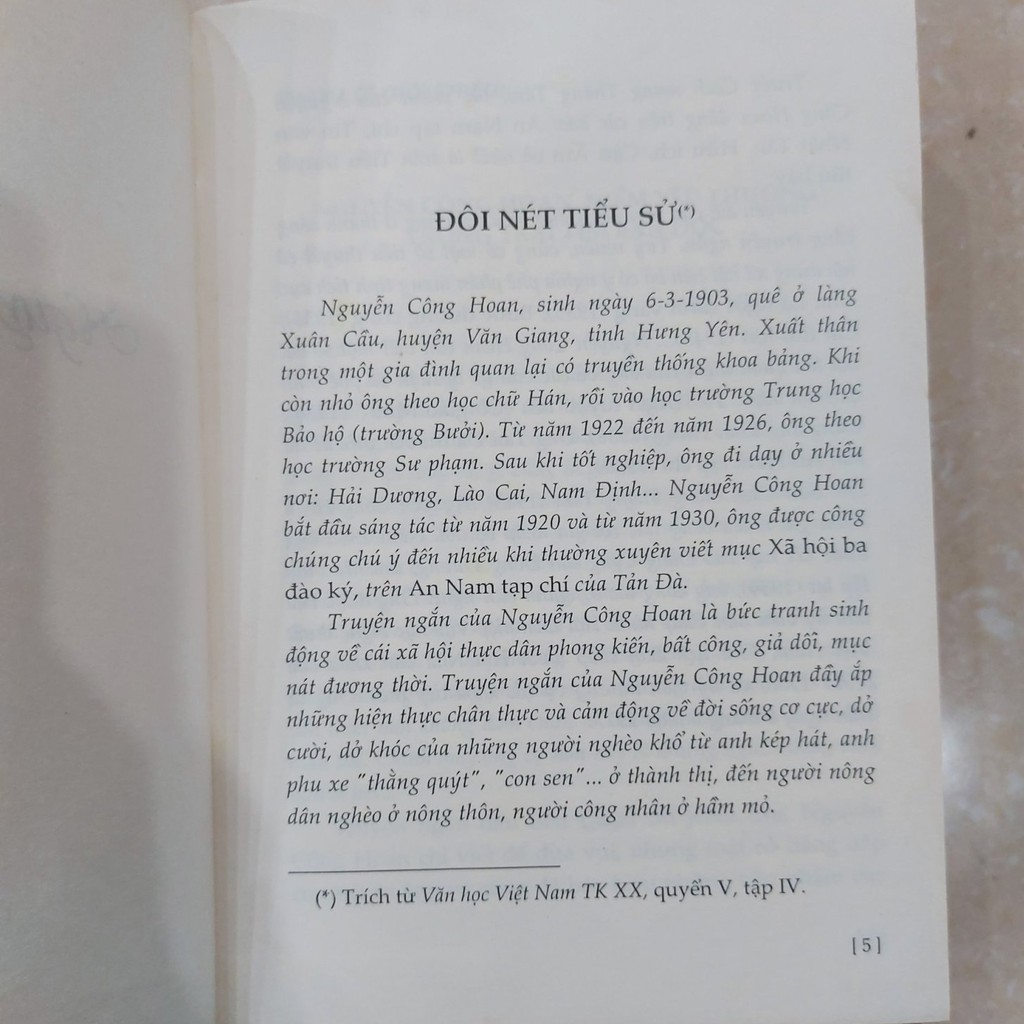 ĐÔI NÉT TIỂU SỬ(*)
Nguyễn Công Hoan, sinh ngày 6-3-1903, quê ở làng
Xuân Cầu, huyện Văn Giang, tỉnh Hưng Yên. Xuất thân
trong một gia đình quan lại có truyền thống khoa bảng. Khi
còn nhỏ ông theo học chữ Hán, rồi vào học trường Trung học
Bảo hộ (trường Bưởi). Từ năm 1922 đến năm 1926, ông theo
học trường Sư phạm. Sau khi tốt nghiệp, ông đi dạy ở nhiều
nơi: Hải Dương, Lào Cai, Nam Định... Nguyễn Công Hoan
bắt đầu sáng tác từ năm 1920 và từ năm 1930, ông được công
chúng chú ý đến nhiều khi thường xuyên viết mục Xã hội ba
đào ký, trên An Nam tạp chí của Tản Đà.
Truyện ngắn của Nguyễn Công Hoan là bức tranh sinh
động về cái xã hội thực dân phong kiến, bất công, giả dối, mục
nát đương thời. Truyện ngắn của Nguyễn Công Hoan đầy ắp
những hiện thực chân thực và cảm động về đời sống cơ cực, dở
cười, dở khóc của những người nghèo khổ từ anh kép hát, anh
phu xe "thằng quýt", "con sen"... ở thành thị, đến người nông
dân nghèo ở nông thôn, người công nhân ở hầm mỏ.
(*) Trích từ Văn học Việt Nam TK XX, quyển V, tập IV.
[ 5 ]